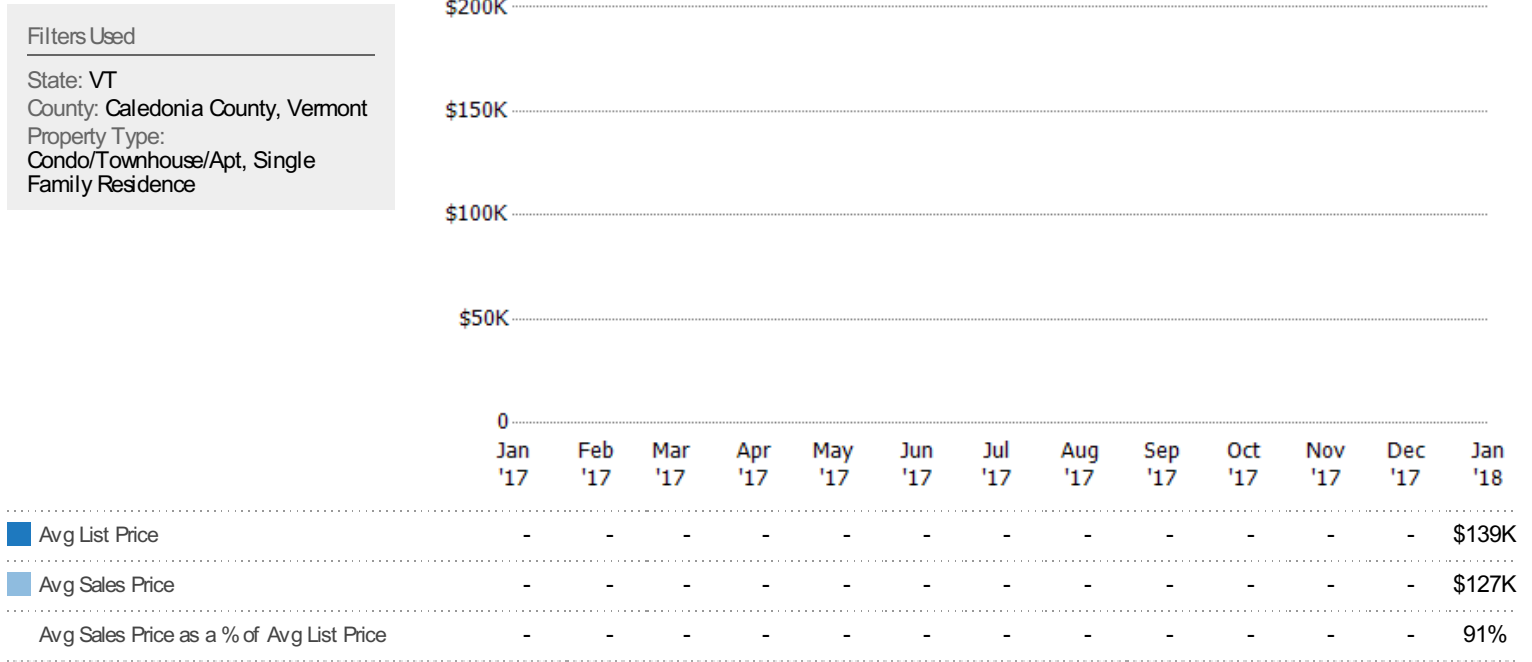 Filters Used
State: VT
County: Caledonia County, Vermont
Property Type:
Condo/Townhouse/Apt, Single
Family Residence
$200K
$150K
$100K
$50K
0
Jan Feb Mar Apr May Jun Jul Aug Sep Oct Nov Dec Jan
'17 '17 '17 '17 '17 '17 '17 '17 '17 '17 '17 '17 '18
Avg List Price - - - - - - - - - - - - $139K
Avg Sales Price - - - - - - - - - - - - $127K
Avg Sales Price as a % of Avg List Price - - - - - - - - - - - - 91%